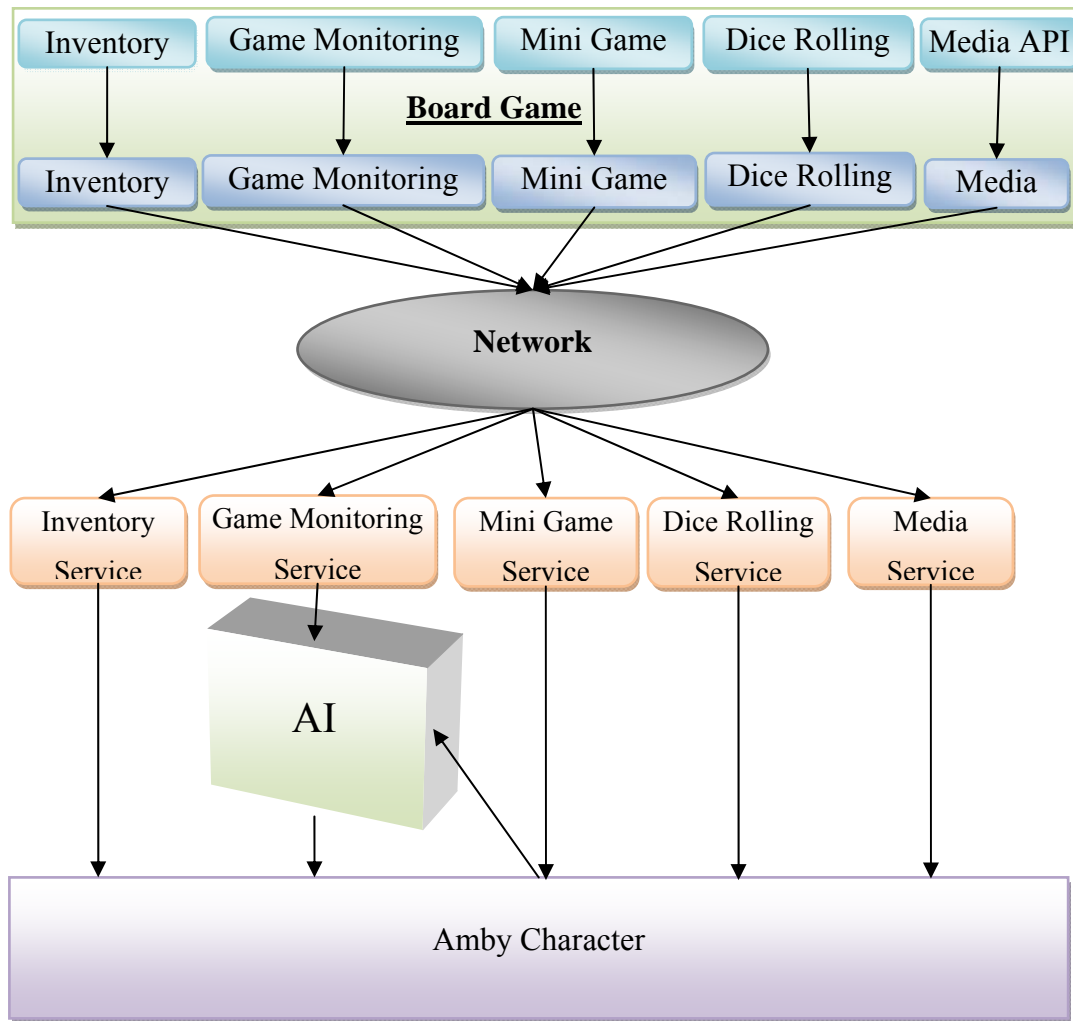 Inventory
Game Monitoring
Mini Game
Dice Rolling
Media API
Board Game
Inventory
Game Monitoring
Mini Game
Dice Rolling
Media
Network
Inventory
Service
Game Monitoring
Service
Mini Game
Service
Dice Rolling
Service
Media
Service
AI
Amby Character